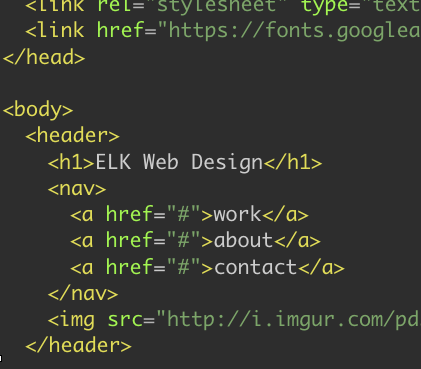 <link rel="stylesheet" type="text
<link href="https://fonts.googlea
</head>
<body>
<header>
<h1>ELK Web Design</h1>
<nav>
<a href="#">work</a>
<a href="#">about</a>
<a href="#">contact</a>
</nav>
<img src="http://i.imgur.com/pd
</header>